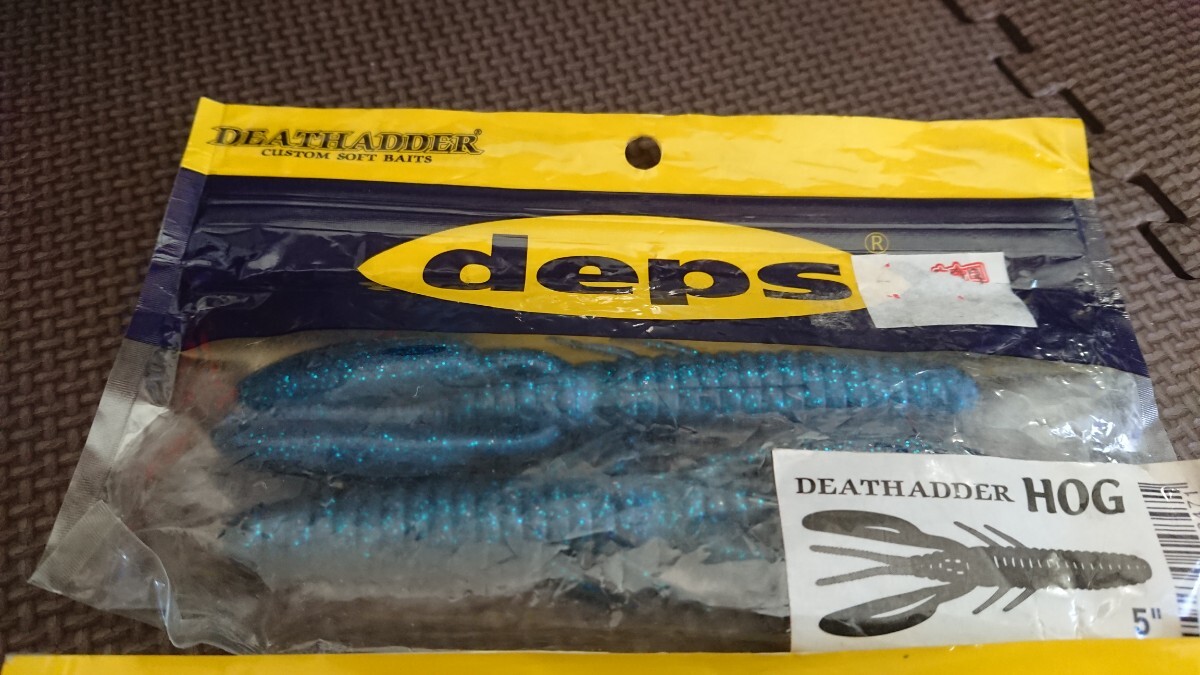 DEATHADDER®
CUSTOM SOFT BAITS
deps®
DEATHADDER HOG
5"